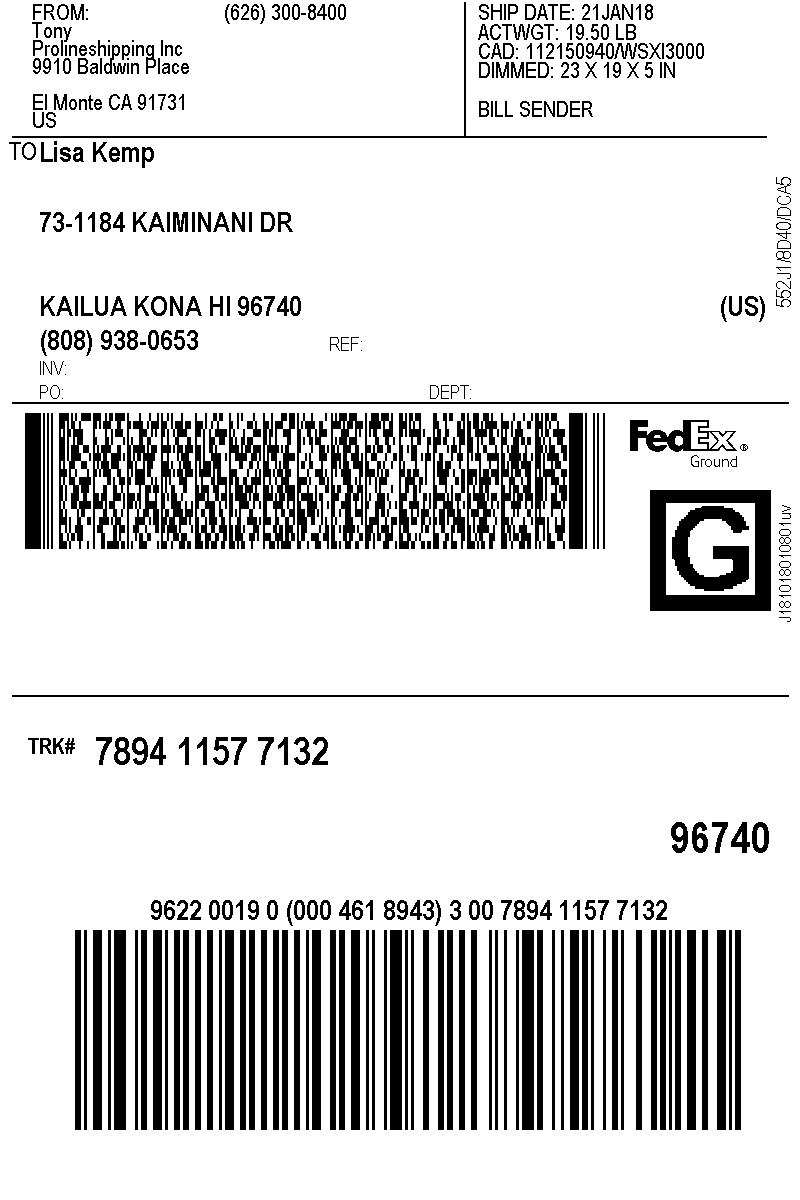 FROM: (626) 300-8400
Tony
Prolineshipping Inc
9910 Baldwin Place
El Monte CA 91731
US
SHIP DATE: 21JAN18
ACTWGT: 19.50 LB
CAD: 112150940/WSXI3000
DIMMED: 23 X 19 X 5 IN
BILL SENDER
TO Lisa Kemp
73-1184 KAIMINANI DR
KAILUA KONA HI 96740 (US)
(808) 938-0653 REF:
INV:
PO: DEPT:
552J1/8D40/DCA5
FedEx ®
Ground
G
J181018010801uv
TRK# 7894 1157 7132
96740
9622 0019 0 (000 461 8943) 3 00 7894 1157 7132